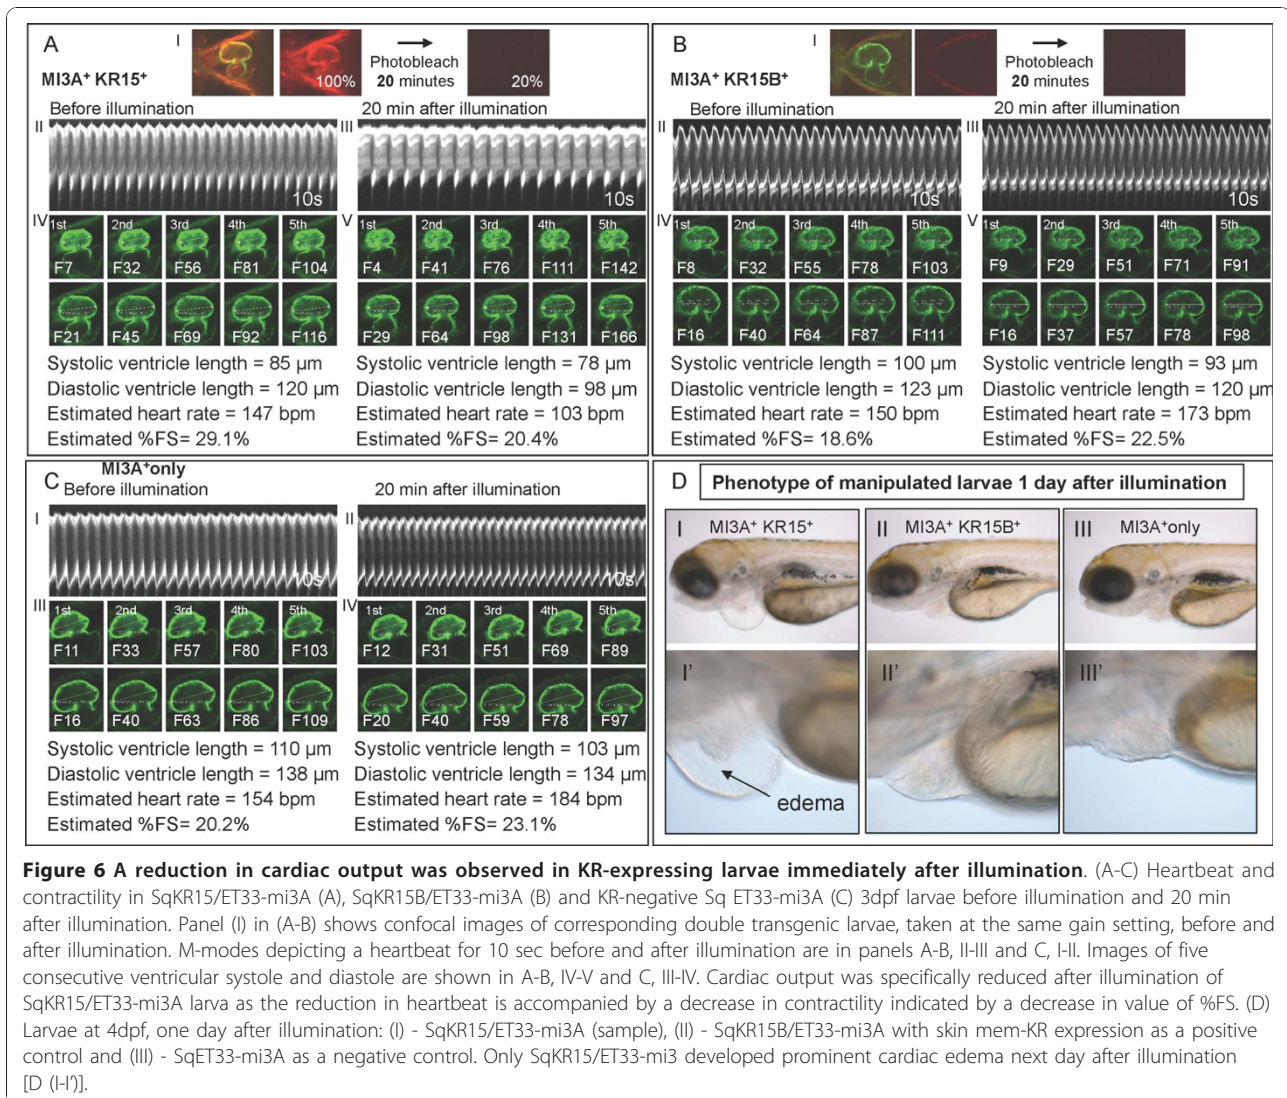 A
I
MI3A⁺ KR15⁺
100%
Photobleach
20 minutes
20%
Before illumination
20 min after illumination
II
10s
III
10s
IV
1st 2nd 3rd 4th 5th
F7 F32 F56 F81 F104
F21 F45 F69 F92 F116
V
1st 2nd 3rd 4th 5th
F4 F41 F76 F111 F142
F29 F64 F98 F131 F166
Systolic ventricle length = 85 µm
Diastolic ventricle length = 120 µm
Estimated heart rate = 147 bpm
Estimated %FS= 29.1%
Systolic ventricle length = 78 µm
Diastolic ventricle length = 98 µm
Estimated heart rate = 103 bpm
Estimated %FS= 20.4%
B
I
MI3A⁺ KR15B⁺
Photobleach
20 minutes
Before illumination
20 min after illumination
II
10s
III
10s
IV
1st 2nd 3rd 4th 5th
F8 F32 F55 F78 F103
F16 F40 F64 F87 F111
V
1st 2nd 3rd 4th 5th
F9 F29 F51 F71 F91
F16 F37 F57 F78 F98
Systolic ventricle length = 100 µm
Diastolic ventricle length = 123 µm
Estimated heart rate = 150 bpm
Estimated %FS= 18.6%
Systolic ventricle length = 93 µm
Diastolic ventricle length = 120 µm
Estimated heart rate = 173 bpm
Estimated %FS= 22.5%
C
MI3A⁺only
Before illumination
20 min after illumination
I
10s
II
10s
III
1st 2nd 3rd 4th 5th
F11 F33 F57 F80 F103
F16 F40 F63 F86 F109
IV
1st 2nd 3rd 4th 5th
F12 F31 F51 F69 F89
F20 F40 F59 F78 F97
Systolic ventricle length = 110 µm
Diastolic ventricle length = 138 µm
Estimated heart rate = 154 bpm
Estimated %FS= 20.2%
Systolic ventricle length = 103 µm
Diastolic ventricle length = 134 µm
Estimated heart rate = 184 bpm
Estimated %FS= 23.1%
D
Phenotype of manipulated larvae 1 day after illumination
I MI3A⁺ KR15⁺
II MI3A⁺ KR15B⁺
III MI3A⁺only
I'
edema
II'
III'
Figure 6 A reduction in cardiac output was observed in KR-expressing larvae immediately after illumination. (A-C) Heartbeat and
contractility in SqKR15/ET33-mi3A (A), SqKR15B/ET33-mi3A (B) and KR-negative Sq ET33-mi3A (C) 3dpf larvae before illumination and 20 min
after illumination. Panel (I) in (A-B) shows confocal images of corresponding double transgenic larvae, taken at the same gain setting, before and
after illumination. M-modes depicting a heartbeat for 10 sec before and after illumination are in panels A-B, II-III and C, I-II. Images of five
consecutive ventricular systole and diastole are shown in A-B, IV-V and C, III-IV. Cardiac output was specifically reduced after illumination of
SqKR15/ET33-mi3A larva as the reduction in heartbeat is accompanied by a decrease in contractility indicated by a decrease in value of %FS. (D)
Larvae at 4dpf, one day after illumination: (I) - SqKR15/ET33-mi3A (sample), (II) - SqKR15B/ET33-mi3A with skin mem-KR expression as a positive
control and (III) - SqET33-mi3A as a negative control. Only SqKR15/ET33-mi3 developed prominent cardiac edema next day after illumination
[D (I-I')].